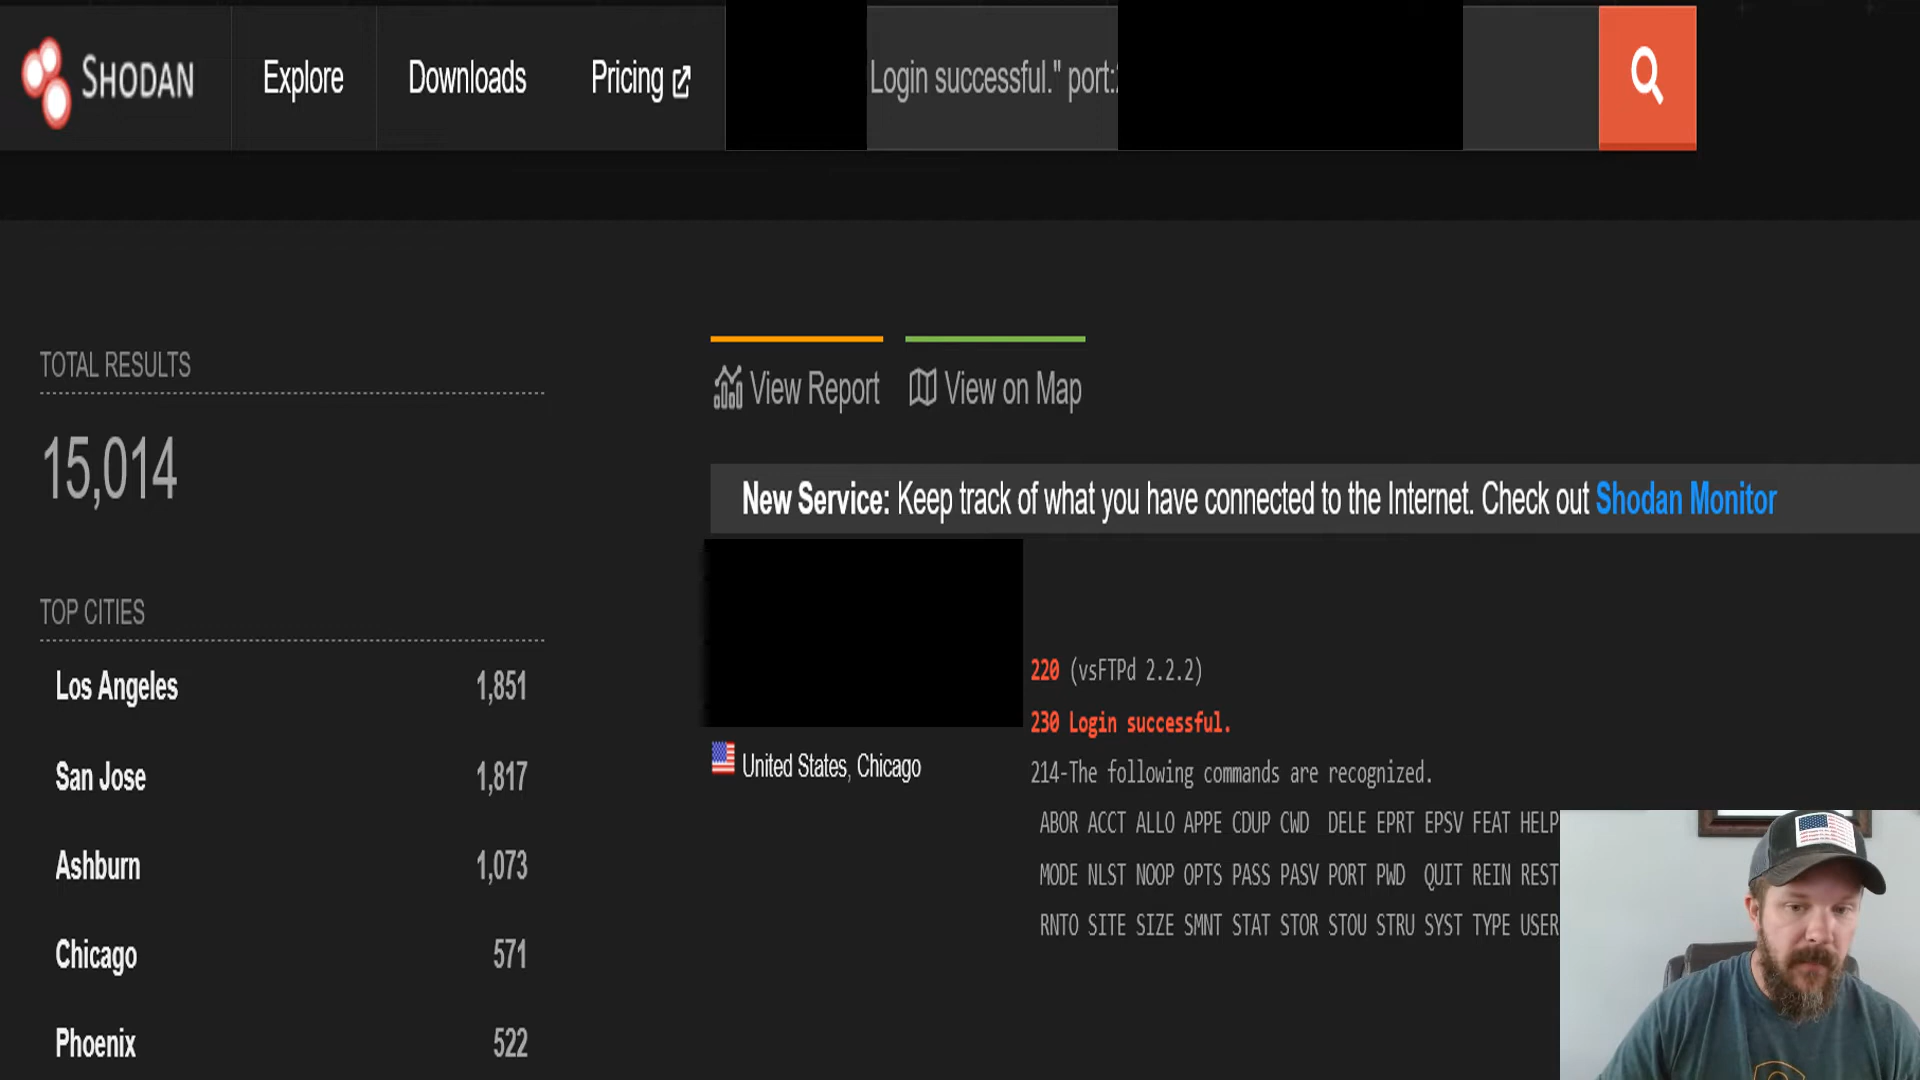 SHODAN
Explore
Downloads
Pricing
Login successful." port:
TOTAL RESULTS
15,014
View Report
View on Map
New Service: Keep track of what you have connected to the Internet. Check out Shodan Monitor
TOP CITIES
Los Angeles 1,851
San Jose 1,817
Ashburn 1,073
Chicago 571
Phoenix 522
United States, Chicago
220 (vsFTPd 2.2.2)
230 Login successful.
214-The following commands are recognized.
ABOR ACCT ALLO APPE CDUP CWD DELE EPRT EPSV FEAT HELP
MODE NLST NOOP OPTS PASS PASV PORT PWD QUIT REIN REST
RNTO SITE SIZE SMNT STAT STOR STOU STRU SYST TYPE USER